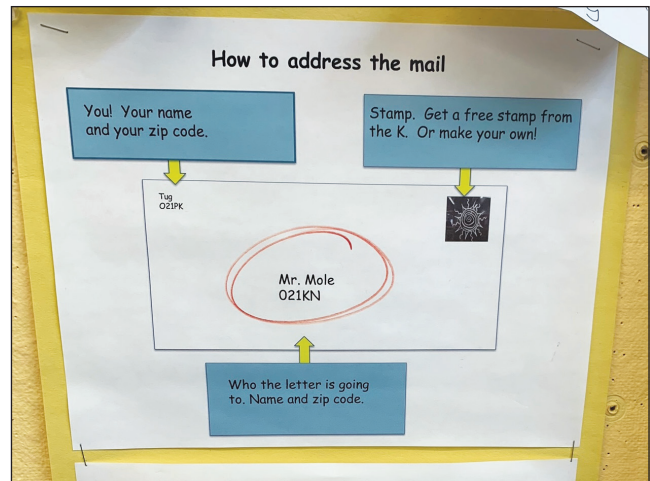 How to address the mail
You! Your name
and your zip code.
Stamp. Get a free stamp from
the K. Or make your own!
Tug
021PK
Mr. Mole
021KN
Who the letter is going
to. Name and zip code.